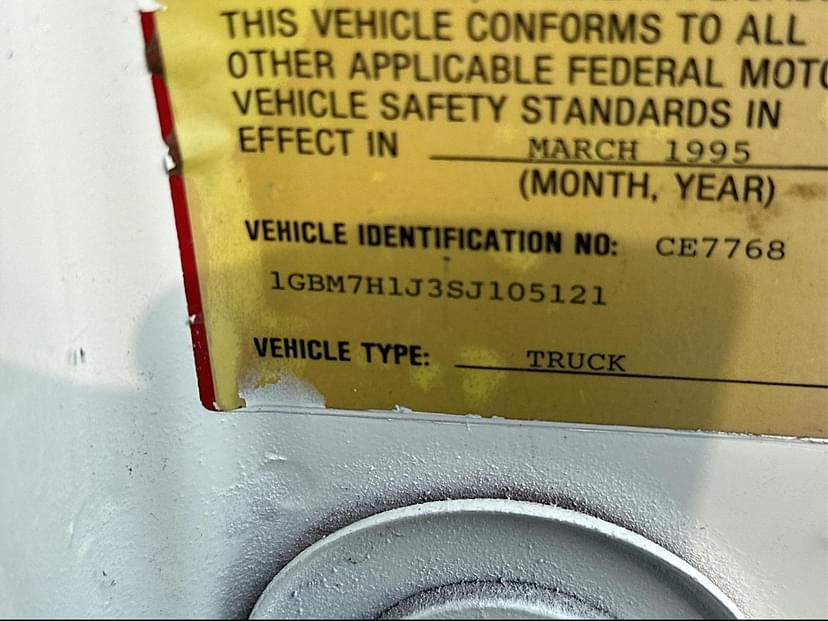 THIS VEHICLE CONFORMS TO ALL
OTHER APPLICABLE FEDERAL MOTO
VEHICLE SAFETY STANDARDS IN
EFFECT IN MARCH 1995
(MONTH, YEAR)
VEHICLE IDENTIFICATION NO: CE7768
1GBM7H1J3SJ105121
VEHICLE TYPE: TRUCK